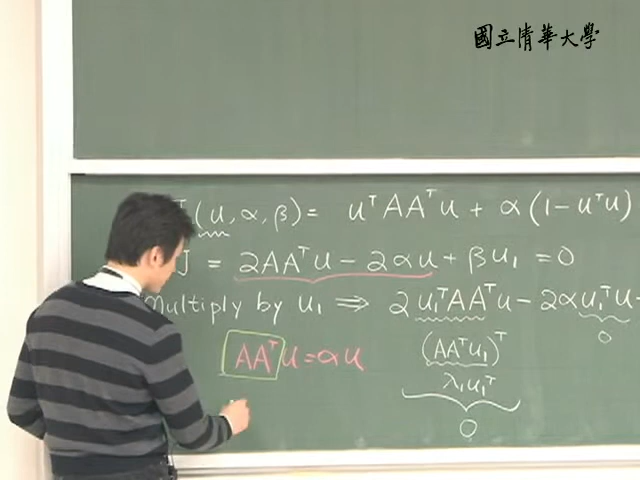 國立清華大學
J(u, α, β) = uᵀAAᵀu + α(1 − uᵀu)
J = 2AAᵀu − 2αu + βu₁ = 0
Multiply by u₁ ⇒ 2u₁ᵀAAᵀu − 2αu₁ᵀu −
0
AAᵀu = αu
(AAᵀu₁)ᵀ
λ₁u₁ᵀ
0